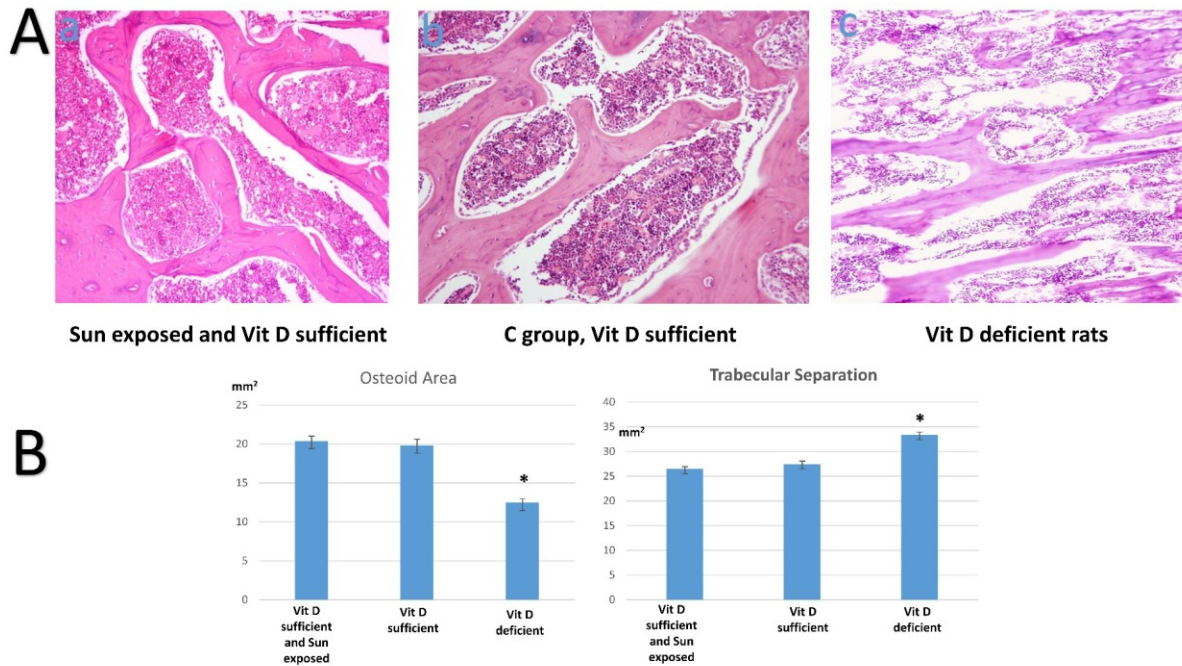 A
a
b
c
Sun exposed and Vit D sufficient
C group, Vit D sufficient
Vit D deficient rats
B
Osteoid Area
mm²
25
20
15
10
5
0
*
Vit D
sufficient
and Sun
exposed
Vit D
sufficient
Vit D
deficient
Trabecular Separation
40
35
30
25
20
15
10
5
0
mm²
*
Vit D
sufficient
and Sun
exposed
Vit D
sufficient
Vit D
deficient